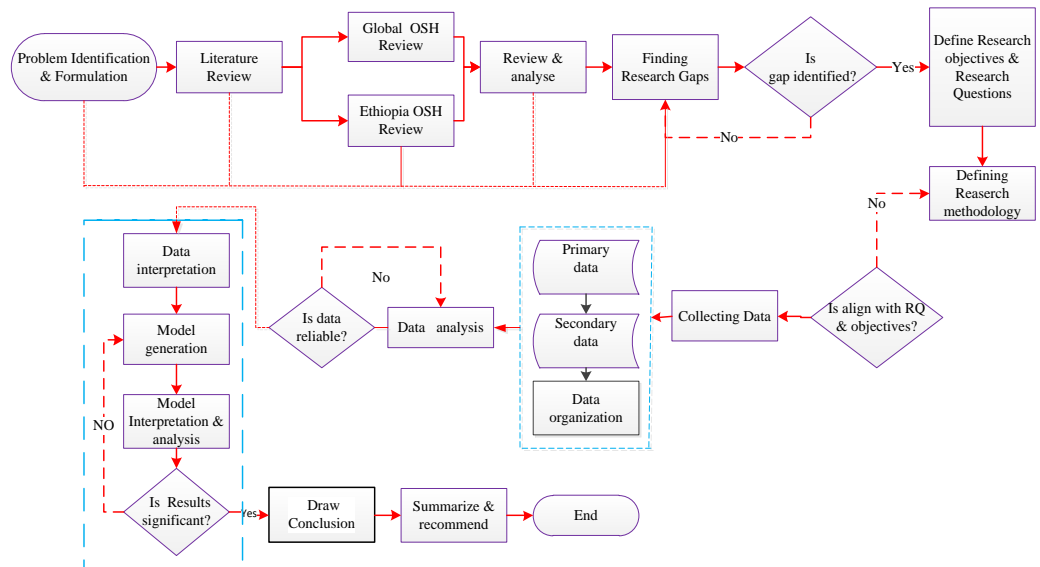 Problem Identification
& Formulation
Literature
Review
Global OSH
Review
Ethiopia OSH
Review
Review &
analyse
Finding
Research Gaps
Is
gap identified?
Yes
No
Define Research
objectives &
Research
Questions
Defining
Reaserch
methodology
No
Is align with RQ
& objectives?
Collecting Data
Primary
data
Secondary
data
Data
organization
Data analysis
No
Is data
reliable?
Data
interpretation
Model
generation
Model
Interpretation &
analysis
NO
Is Results
significant?
Yes
Draw
Conclusion
Summarize &
recommend
End